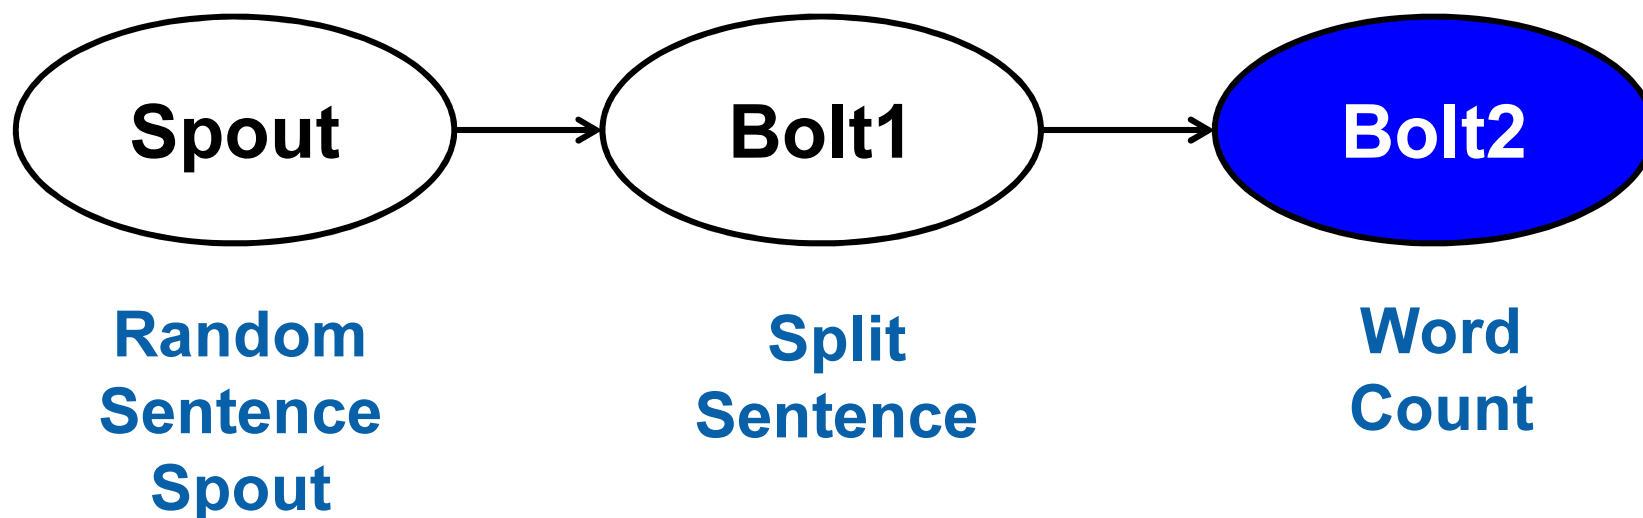 Spout
Bolt1
Bolt2
Random
Sentence
Spout
Split
Sentence
Word
Count